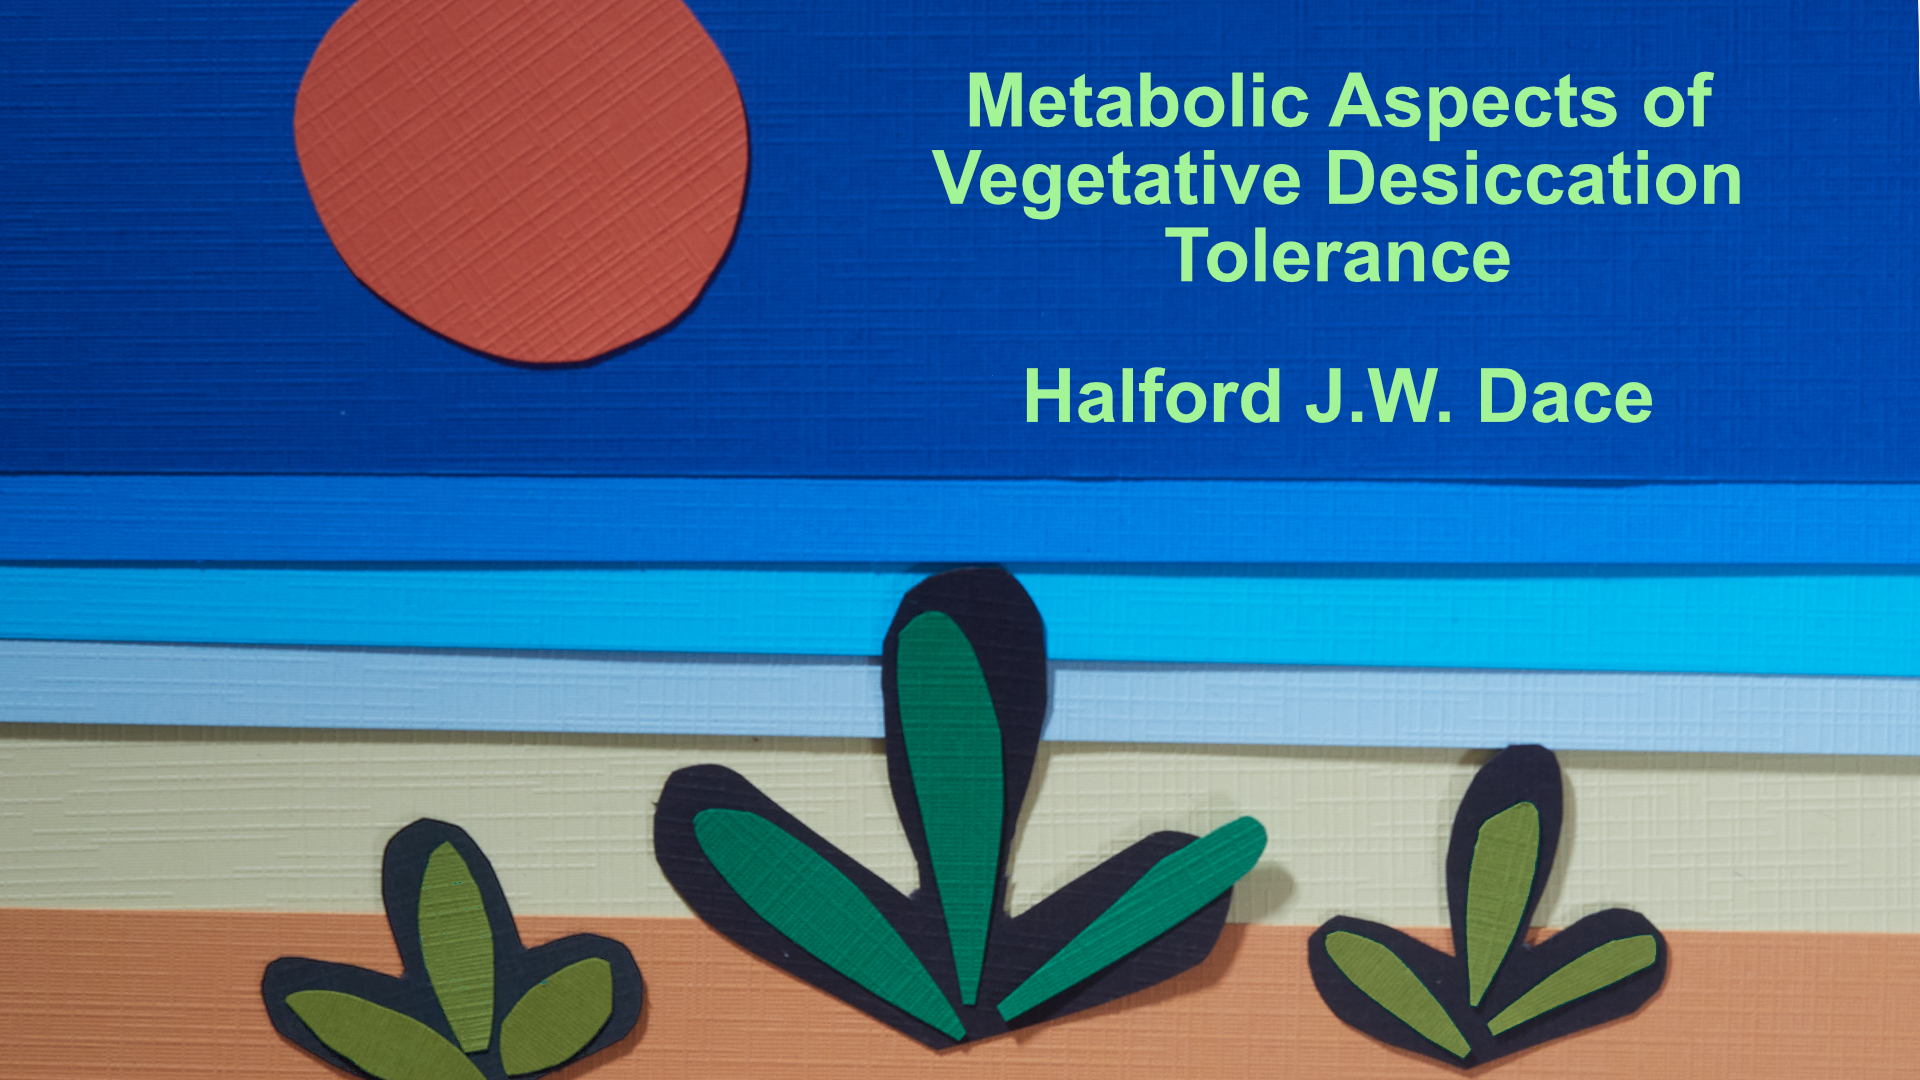 Metabolic Aspects of
Vegetative Desiccation
Tolerance
Halford J.W. Dace